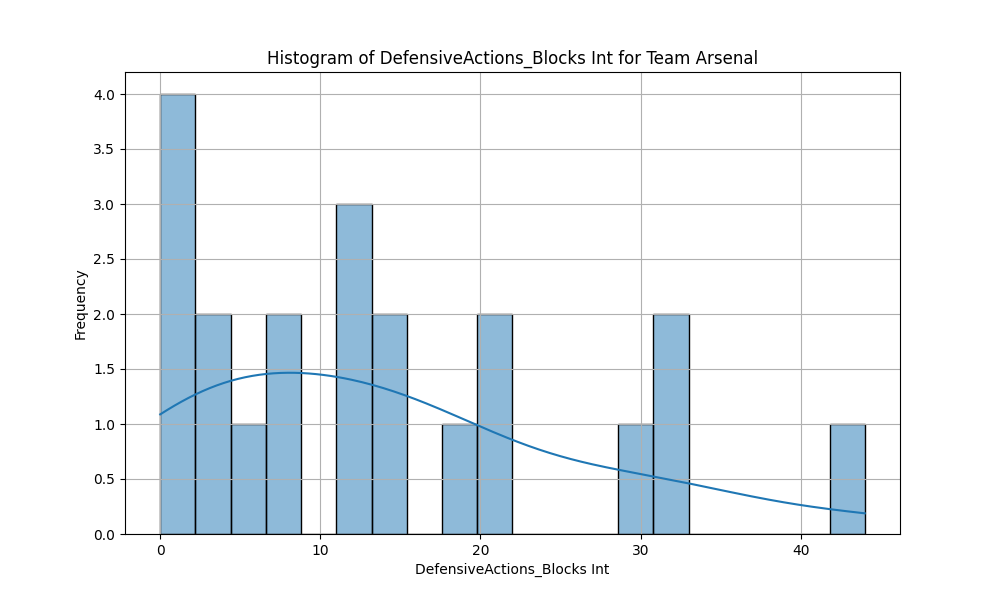 Histogram of DefensiveActions_Blocks Int for Team Arsenal
4.0
3.5
3.0
2.5
2.0
1.5
1.0
0.5
0.0
Frequency
0 10 20 30 40
DefensiveActions_Blocks Int